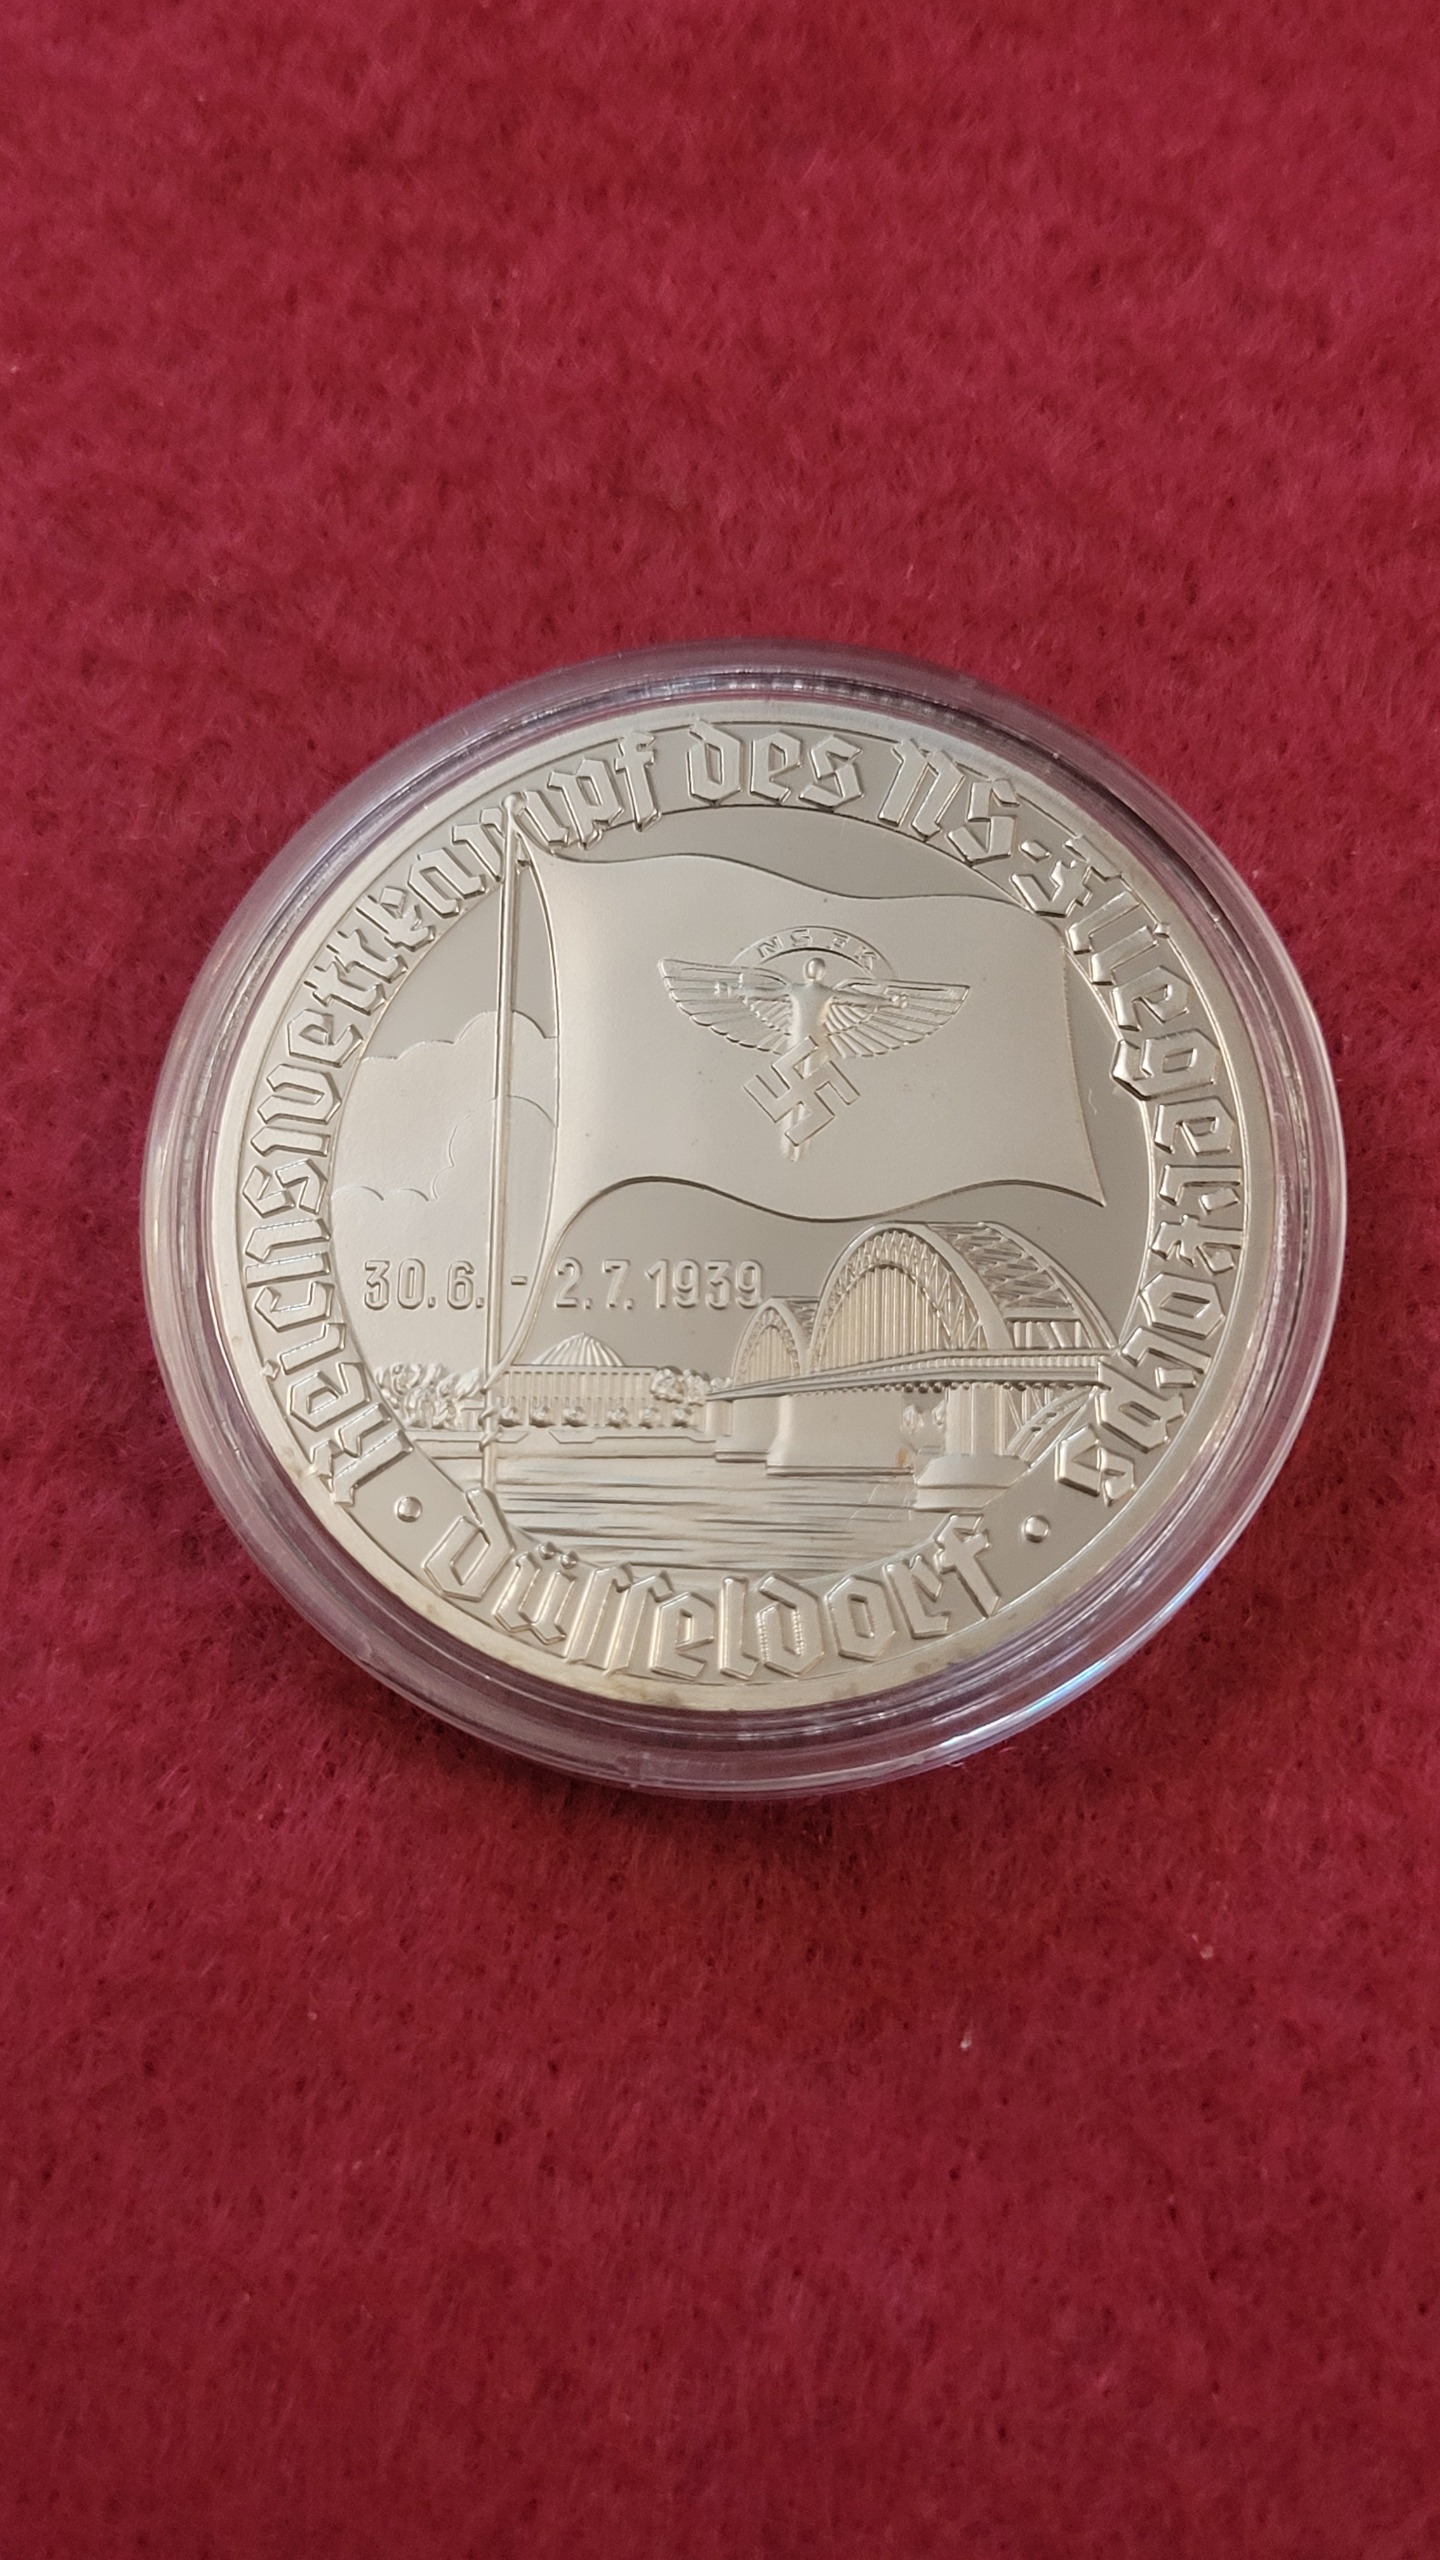 Reichswettkampf des NS-Fliegerkorps
NSFK
30.6. - 2.7.1939
· Düsseldorf ·